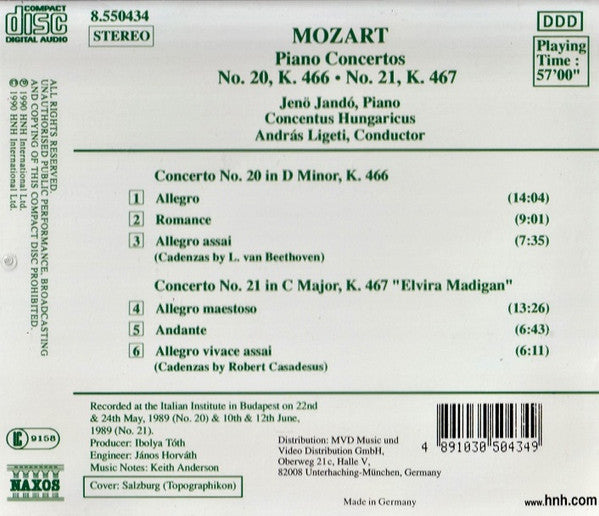 COMPACT
disc
DIGITAL AUDIO
8.550434
STEREO
MOZART
Piano Concertos
No. 20, K. 466 • No. 21, K. 467
Jenö Jandó, Piano
Concentus Hungaricus
András Ligeti, Conductor
DDD
Playing
Time :
57'00"
ALL RIGHTS RESERVED.
UNAUTHORISED PUBLIC PERFORMANCE, BROADCASTING
AND COPYING OF THIS COMPACT DISC PROHIBITED.
℗ 1990 HNH International Ltd.
© 1990 HNH International Ltd.
Concerto No. 20 in D Minor, K. 466
1 Allegro (14:04)
2 Romance (9:01)
3 Allegro assai (7:35)
(Cadenzas by L. van Beethoven)
Concerto No. 21 in C Major, K. 467 "Elvira Madigan"
4 Allegro maestoso (13:26)
5 Andante (6:43)
6 Allegro vivace assai (6:11)
(Cadenzas by Robert Casadesus)
Recorded at the Italian Institute in Budapest on 22nd
& 24th May, 1989 (No. 20) & 10th & 12th June,
1989 (No. 21).
Producer: Ibolya Tóth
Engineer: János Horváth
Music Notes: Keith Anderson
Cover: Salzburg (Topographikon)
Distribution: MVD Music und
Video Distribution GmbH,
Oberweg 21c, Halle V,
82008 Unterhaching-München, Germany
4 891030 504349
LC 9158
NAXOS
Made in Germany
www.hnh.com